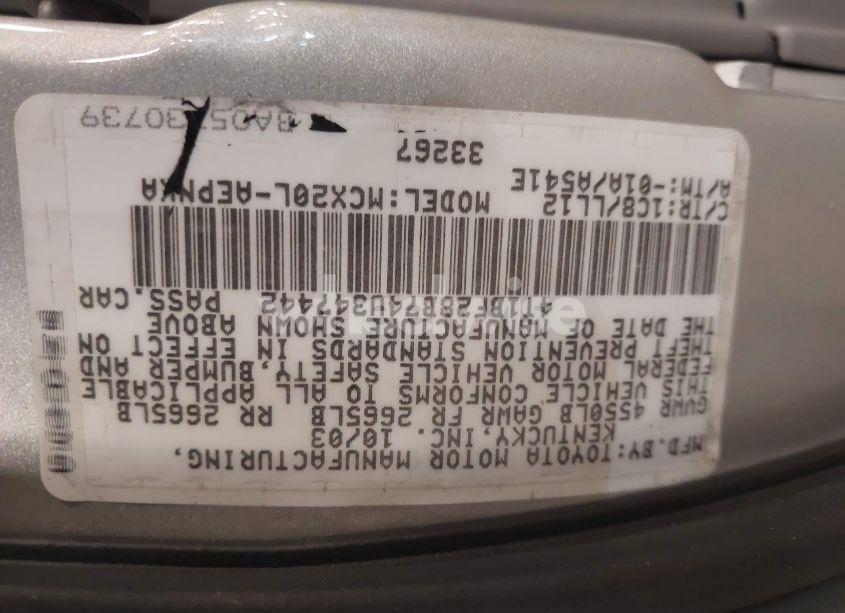 MFD.BY: TOYOTA MOTOR MANUFACTURING,
KENTUCKY, INC. 10/03
GVWR 4550LB GAWR FR 2665LB RR 2665LB
THIS VEHICLE CONFORMS TO ALL APPLICABLE
FEDERAL MOTOR VEHICLE SAFETY, BUMPER, AND
THEFT PREVENTION STANDARDS IN EFFECT ON
THE DATE OF MANUFACTURE SHOWN ABOVE
4T1BF28B74U347442 PASS.CAR
C/TR:1C8/LL12 MODEL:MCX20L-AEPNKA
A/TM:-01A/A541E
33267